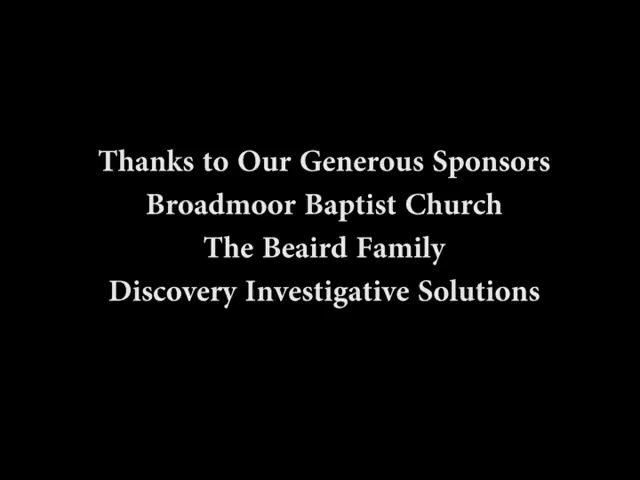 Thanks to Our Generous Sponsors
Broadmoor Baptist Church
The Beaird Family
Discovery Investigative Solutions